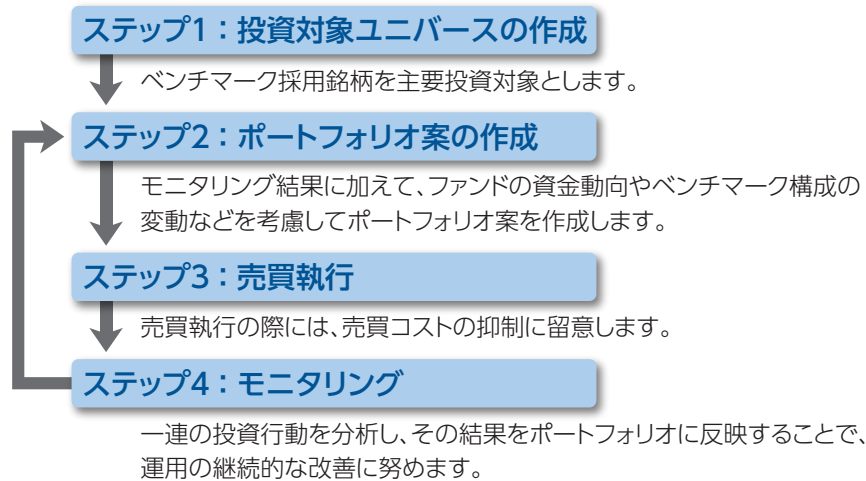 ステップ1：投資対象ユニバースの作成
ベンチマーク採用銘柄を主要投資対象とします。
ステップ2：ポートフォリオ案の作成
モニタリング結果に加えて、ファンドの資金動向やベンチマーク構成の
変動などを考慮してポートフォリオ案を作成します。
ステップ3：売買執行
売買執行の際には、売買コストの抑制に留意します。
ステップ4：モニタリング
一連の投資行動を分析し、その結果をポートフォリオに反映することで、
運用の継続的な改善に努めます。